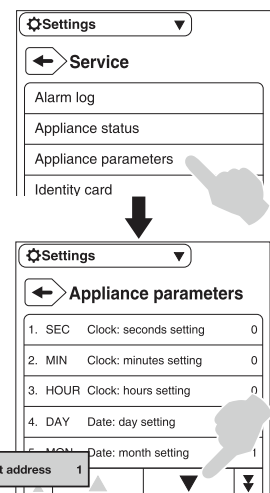 Settings
Service
Alarm log
Appliance status
Appliance parameters
Identity card
Settings
Appliance parameters
1. SEC Clock: seconds setting 0
2. MIN Clock: minutes setting 0
3. HOUR Clock: hours setting 0
4. DAY Date: day setting
5. MON Date: month setting 1
t address 1